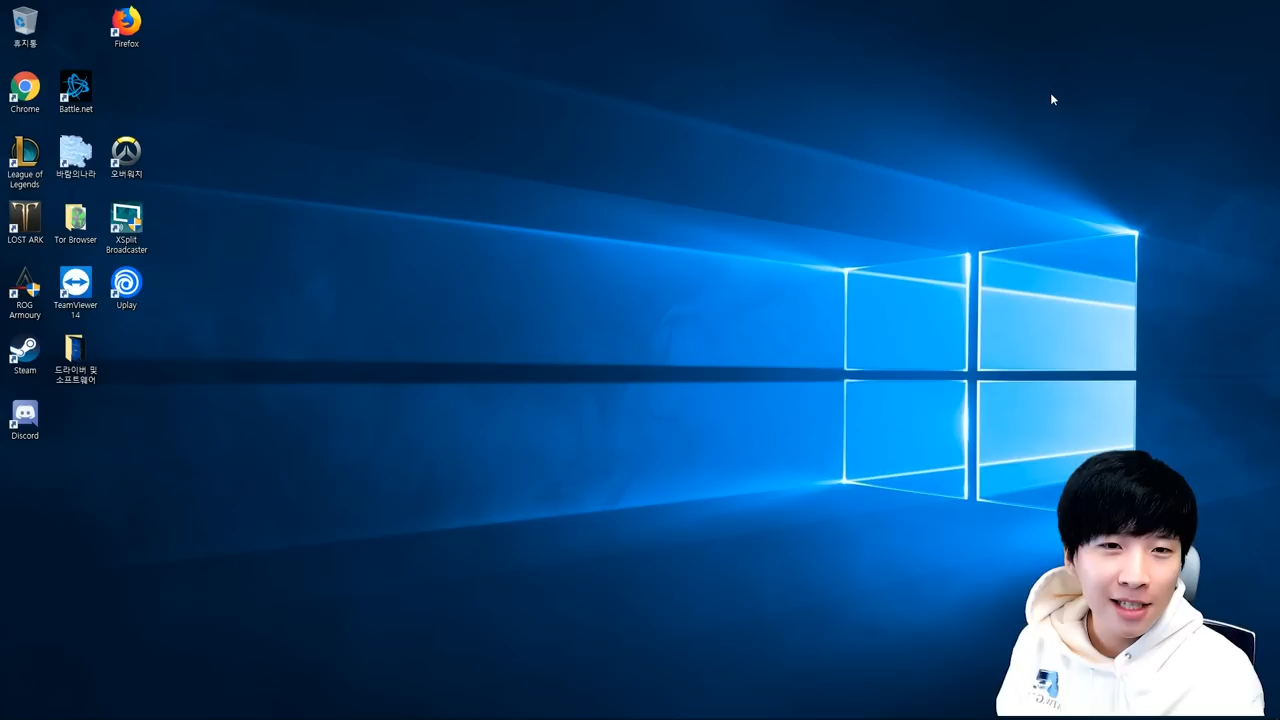 휴지통
Firefox
Chrome
Battle.net
League of
Legends
바람의나라
오버워치
LOST ARK
Tor Browser
XSplit
Broadcaster
ROG
Armoury
TeamViewer
14
Uplay
Steam
드라이버 및
소프트웨어
Discord